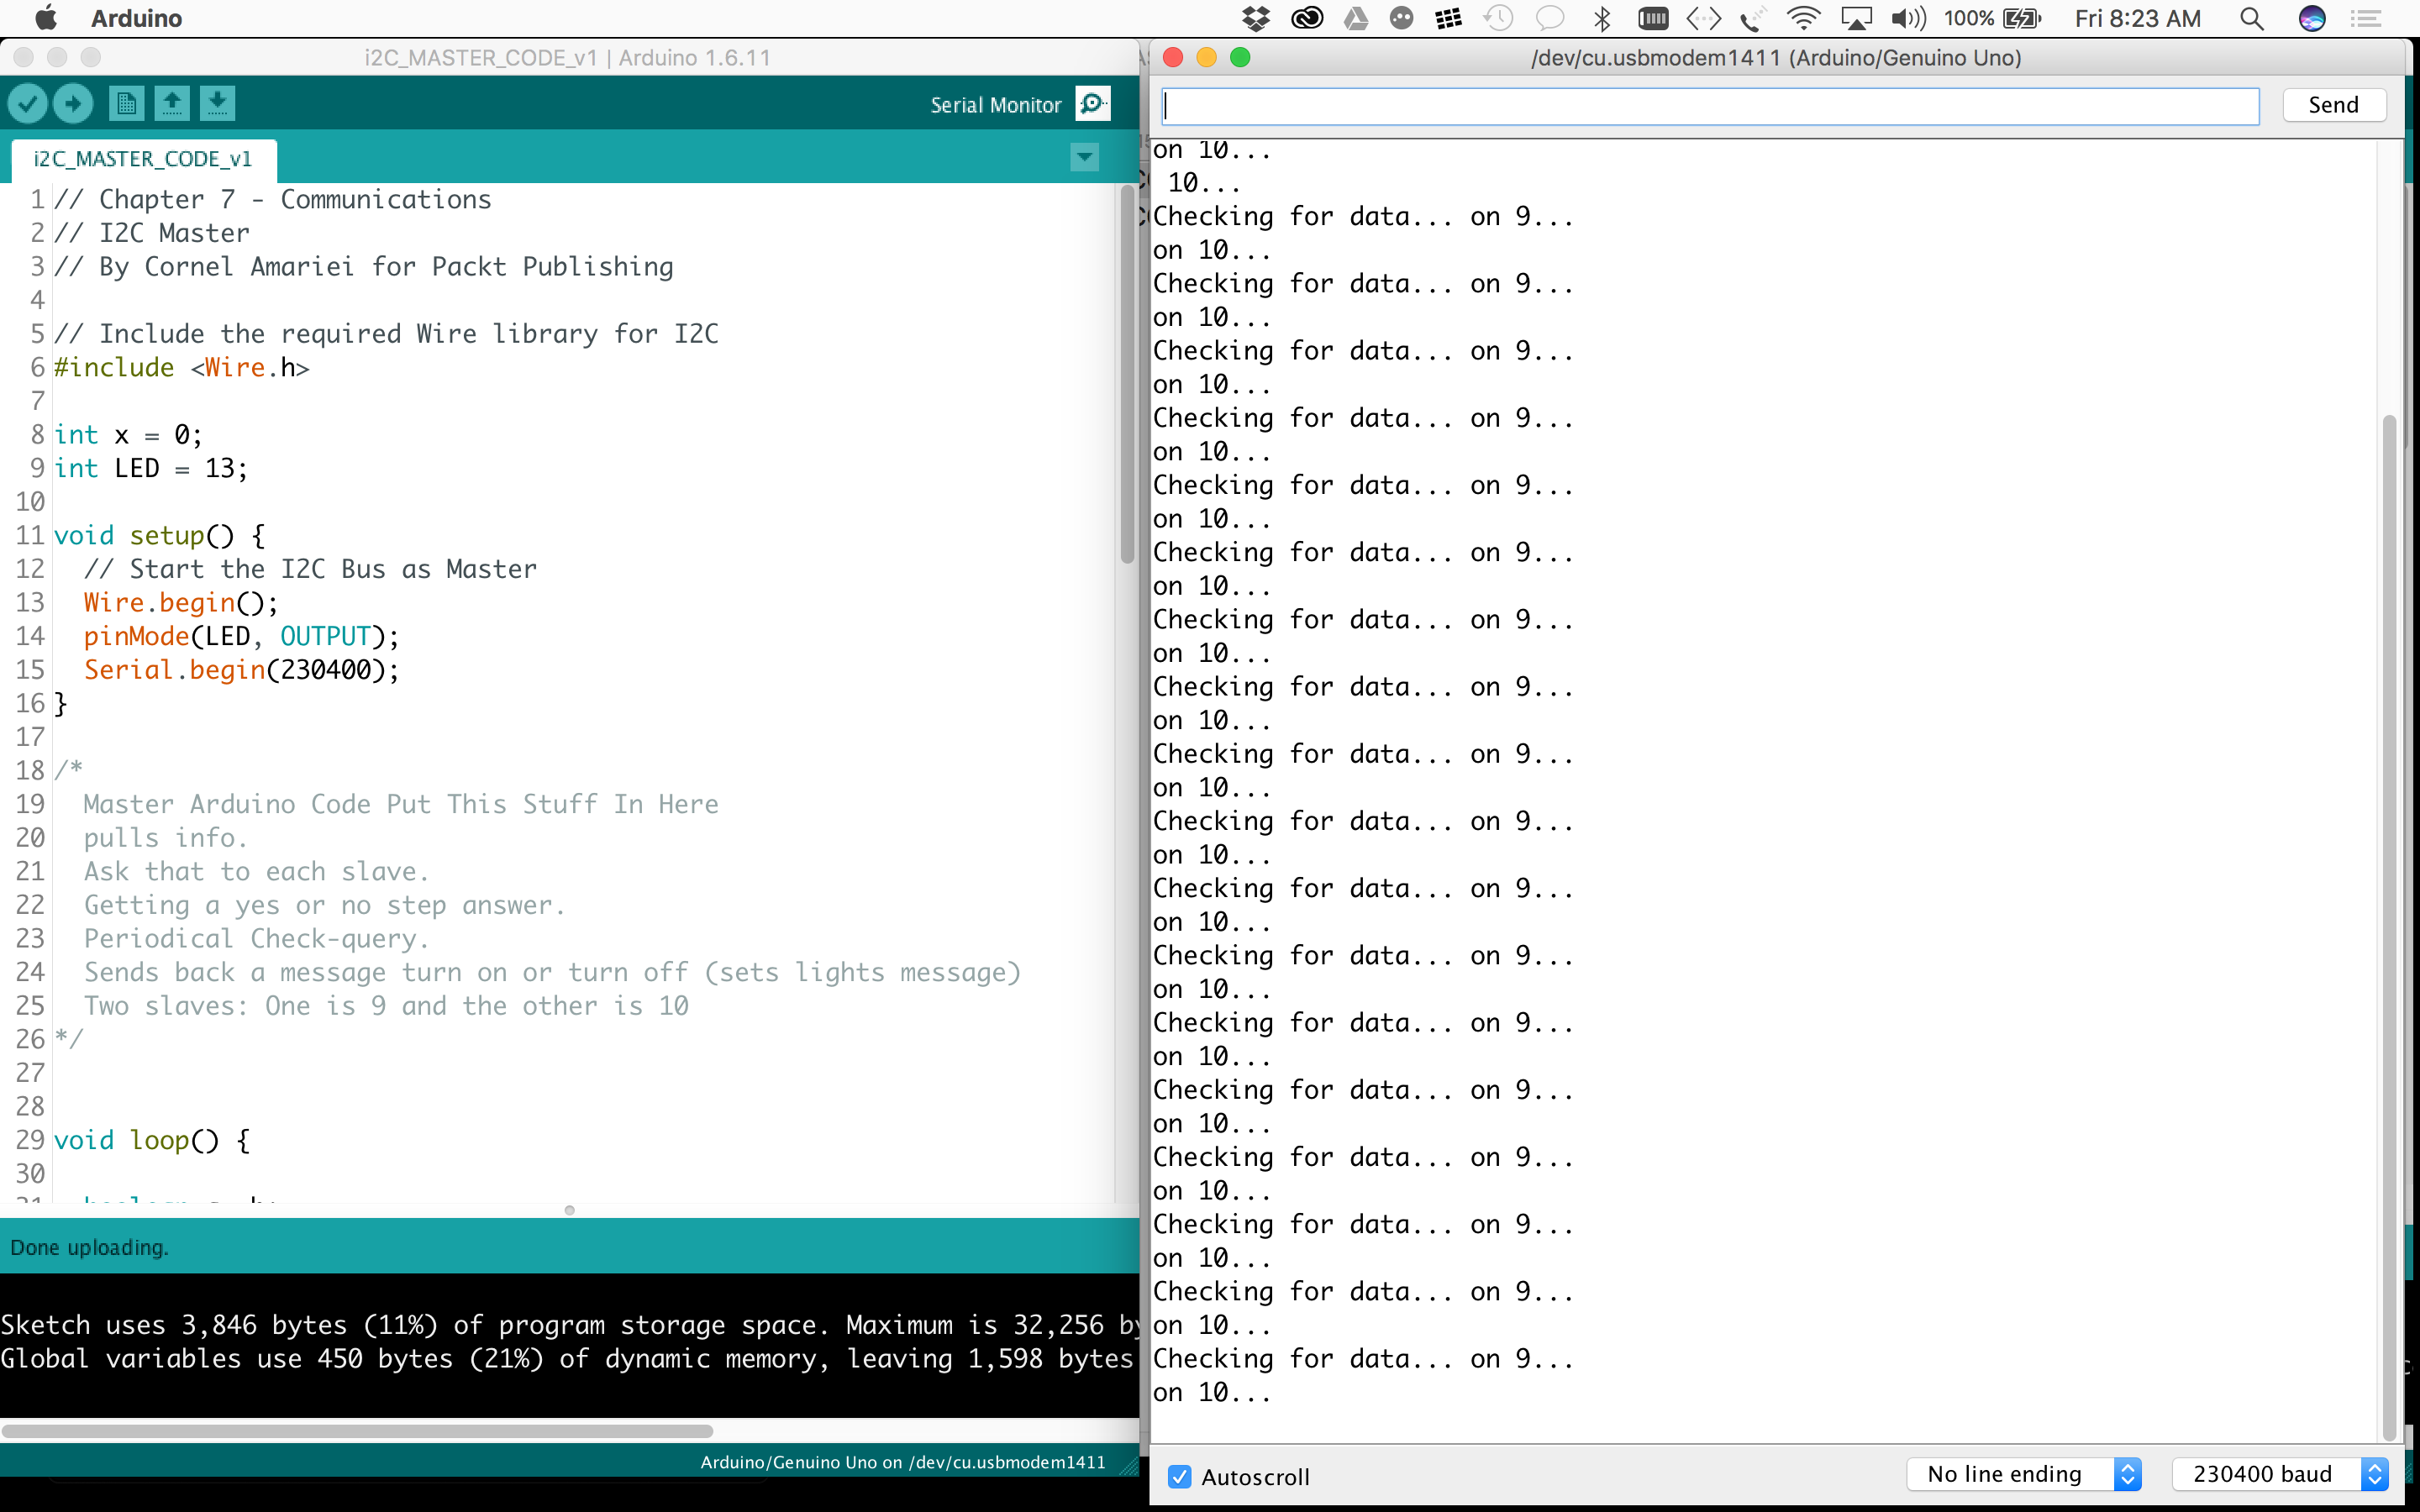 Arduino
100%
Fri 8:23 AM
i2C_MASTER_CODE_v1 | Arduino 1.6.11
Serial Monitor
i2C_MASTER_CODE_v1
1 // Chapter 7 - Communications
2 // I2C Master
3 // By Cornel Amariei for Packt Publishing
4
5 // Include the required Wire library for I2C
6 #include <Wire.h>
7
8 int x = 0;
9 int LED = 13;
10
11 void setup() {
12 // Start the I2C Bus as Master
13 Wire.begin();
14 pinMode(LED, OUTPUT);
15 Serial.begin(230400);
16 }
17
18 /*
19 Master Arduino Code Put This Stuff In Here
20 pulls info.
21 Ask that to each slave.
22 Getting a yes or no step answer.
23 Periodical Check-query.
24 Sends back a message turn on or turn off (sets lights message)
25 Two slaves: One is 9 and the other is 10
26 */
27
28
29 void loop() {
30
Done uploading.
Sketch uses 3,846 bytes (11%) of program storage space. Maximum is 32,256 by
Global variables use 450 bytes (21%) of dynamic memory, leaving 1,598 bytes
Arduino/Genuino Uno on /dev/cu.usbmodem1411
/dev/cu.usbmodem1411 (Arduino/Genuino Uno)
Send
on 10...
10...
Checking for data... on 9...
on 10...
Checking for data... on 9...
on 10...
Checking for data... on 9...
on 10...
Checking for data... on 9...
on 10...
Checking for data... on 9...
on 10...
Checking for data... on 9...
on 10...
Checking for data... on 9...
on 10...
Checking for data... on 9...
on 10...
Checking for data... on 9...
on 10...
Checking for data... on 9...
on 10...
Checking for data... on 9...
on 10...
Checking for data... on 9...
on 10...
Checking for data... on 9...
on 10...
Checking for data... on 9...
on 10...
Checking for data... on 9...
on 10...
Checking for data... on 9...
on 10...
Checking for data... on 9...
on 10...
Checking for data... on 9...
on 10...
Autoscroll
No line ending
230400 baud